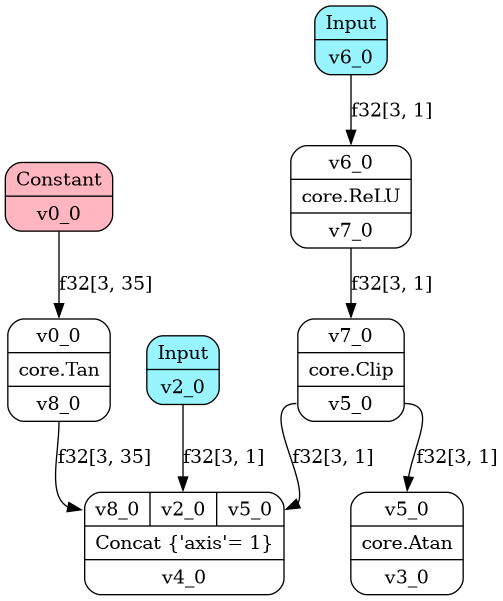 Input
v6_0
f32[3, 1]
Constant
v0_0
v6_0
core.ReLU
v7_0
f32[3, 35]
f32[3, 1]
v0_0
core.Tan
v8_0
Input
v2_0
v7_0
core.Clip
v5_0
f32[3, 35]
f32[3, 1]
f32[3, 1]
f32[3, 1]
v8_0 v2_0 v5_0
Concat {'axis'= 1}
v4_0
v5_0
core.Atan
v3_0